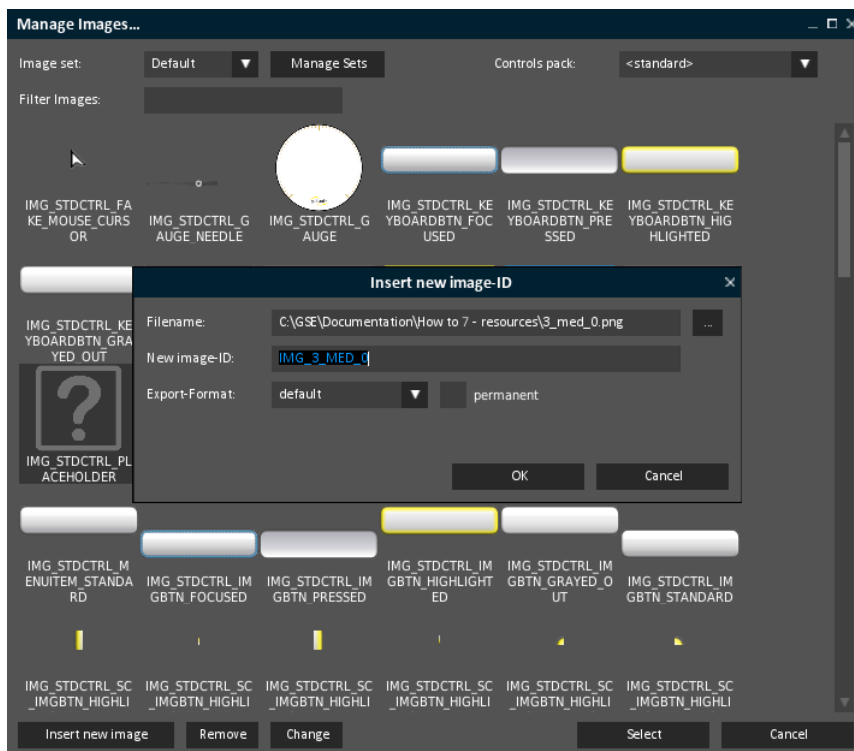 Manage Images...
Image set:
Default
Manage Sets
Controls pack:
<standard>
Filter Images:
IMG_STDCTRL_FA
KE_MOUSE_CURS
OR
IMG_STDCTRL_G
AUGE_NEEDLE
IMG_STDCTRL_G
AUGE
IMG_STDCTRL_KE
YBOARDBTN_FOC
USED
IMG_STDCTRL_KE
YBOARDBTN_PRE
SSED
IMG_STDCTRL_KE
YBOARDBTN_HIG
HLIGHTED
IMG_STDCTRL_KE
YBOARDBTN_GRA
YED_OUT
IMG_STDCTRL_PL
ACEHOLDER
Insert new image-ID
Filename:
C:\GSE\Documentation\How to 7 - resources\3_med_0.png
...
New image-ID:
IMG_3_MED_0
Export-Format:
default
permanent
OK
Cancel
IMG_STDCTRL_M
ENUITEM_STANDA
RD
IMG_STDCTRL_IM
GBTN_FOCUSED
IMG_STDCTRL_IM
GBTN_PRESSED
IMG_STDCTRL_IM
GBTN_HIGHLIGHT
ED
IMG_STDCTRL_IM
GBTN_GRAYED_O
UT
IMG_STDCTRL_IM
GBTN_STANDARD
IMG_STDCTRL_SC
_IMGBTN_HIGHLI
IMG_STDCTRL_SC
_IMGBTN_HIGHLI
IMG_STDCTRL_SC
_IMGBTN_HIGHLI
IMG_STDCTRL_SC
_IMGBTN_HIGHLI
IMG_STDCTRL_SC
_IMGBTN_HIGHLI
IMG_STDCTRL_SC
_IMGBTN_HIGHLI
Insert new image
Remove
Change
Select
Cancel